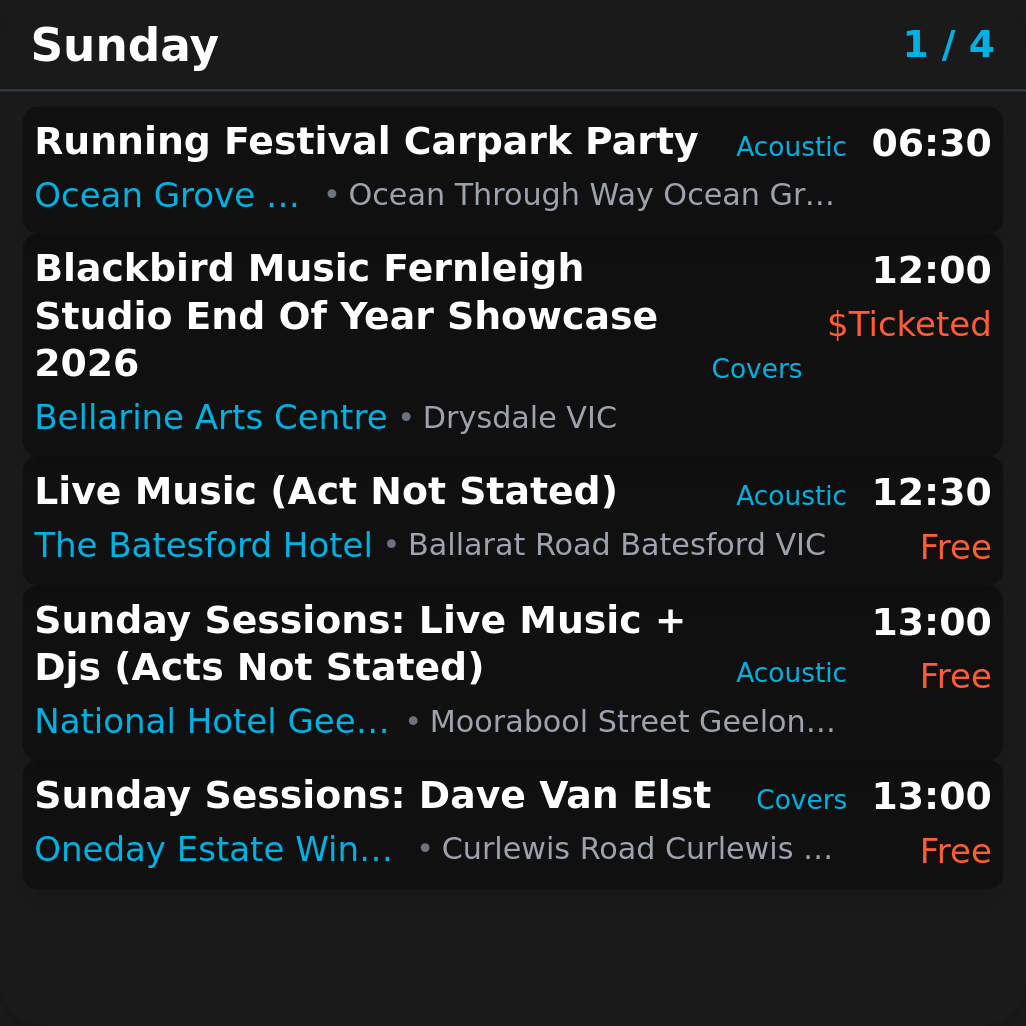 Sunday 1 / 4
Running Festival Carpark Party Acoustic 06:30
Ocean Grove ... • Ocean Through Way Ocean Gr...
Blackbird Music Fernleigh 12:00
Studio End Of Year Showcase $Ticketed
2026 Covers
Bellarine Arts Centre • Drysdale VIC
Live Music (Act Not Stated) Acoustic 12:30
The Batesford Hotel • Ballarat Road Batesford VIC Free
Sunday Sessions: Live Music + 13:00
Djs (Acts Not Stated) Acoustic Free
National Hotel Gee... • Moorabool Street Geelon...
Sunday Sessions: Dave Van Elst Covers 13:00
Oneday Estate Win... • Curlewis Road Curlewis ... Free